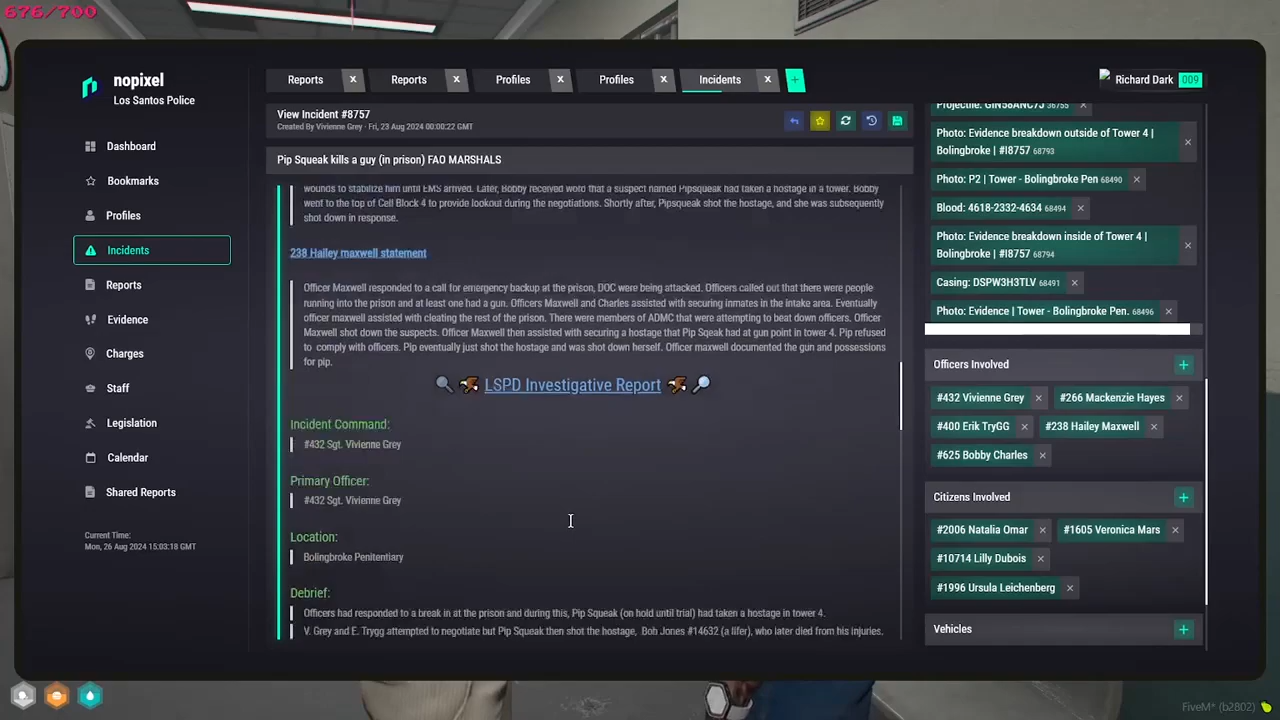 676/700
nopixel
Los Santos Police
Dashboard
Bookmarks
Profiles
Incidents
Reports
Evidence
Charges
Staff
Legislation
Calendar
Shared Reports
Current Time:
Mon, 26 Aug 2024 15:03:18 GMT
Reports x Reports x Profiles x Profiles x Incidents x +
Richard Dark 009
View Incident #8757
Created By Vivienne Grey · Fri, 23 Aug 2024 00:00:22 GMT
Pip Squeak kills a guy (in prison) FAO MARSHALS
wounds to stabilize him until EMS arrived. Later, Bobby received word that a suspect named Pipsqueak had taken a hostage in a tower. Bobby
went to the top of Cell Block 4 to provide lookout during the negotiations. Shortly after, Pipsqueak shot the hostage, and she was subsequently
shot down in response.
238 Hailey maxwell statement
Officer Maxwell responded to a call for emergency backup at the prison, DOC were being attacked. Officers called out that there were people
running into the prison and at least one had a gun. Officers Maxwell and Charles assisted with securing inmates in the intake area. Eventually
officer maxwell assisted with cleating the rest of the prison. There were members of ADMC that were attempting to beat down officers. Officer
Maxwell shot down the suspects. Officer Maxwell then assisted with securing a hostage that Pip Sqeak had at gun point in tower 4. Pip refused
to comply with officers. Pip eventually just shot the hostage and was shot down herself. Officer maxwell documented the gun and possessions
for pip.
LSPD Investigative Report
Incident Command:
#432 Sgt. Vivienne Grey
Primary Officer:
#432 Sgt. Vivienne Grey
Location:
Bolingbroke Penitentiary
Debrief:
Officers had responded to a break in at the prison and during this, Pip Squeak (on hold until trial) had taken a hostage in tower 4.
V. Grey and E. Trygg attempted to negotiate but Pip Squeak then shot the hostage, Bob Jones #14632 (a lifer), who later died from his injuries.
Projectile: GIN58ANC7J 36755 x
Photo: Evidence breakdown outside of Tower 4 |
Bolingbroke | #I8757 68793 x
Photo: P2 | Tower - Bolingbroke Pen 68490 x
Blood: 4618-2332-4634 68494 x
Photo: Evidence breakdown inside of Tower 4 |
Bolingbroke | #I8757 68794 x
Casing: DSPW3H3TLV 68491 x
Photo: Evidence | Tower - Bolingbroke Pen. 68496 x
Officers Involved +
#432 Vivienne Grey x #266 Mackenzie Hayes x
#400 Erik TryGG x #238 Hailey Maxwell x
#625 Bobby Charles x
Citizens Involved +
#2006 Natalia Omar x #1605 Veronica Mars x
#10714 Lilly Dubois x
#1996 Ursula Leichenberg x
Vehicles +
FiveM* (b2802)